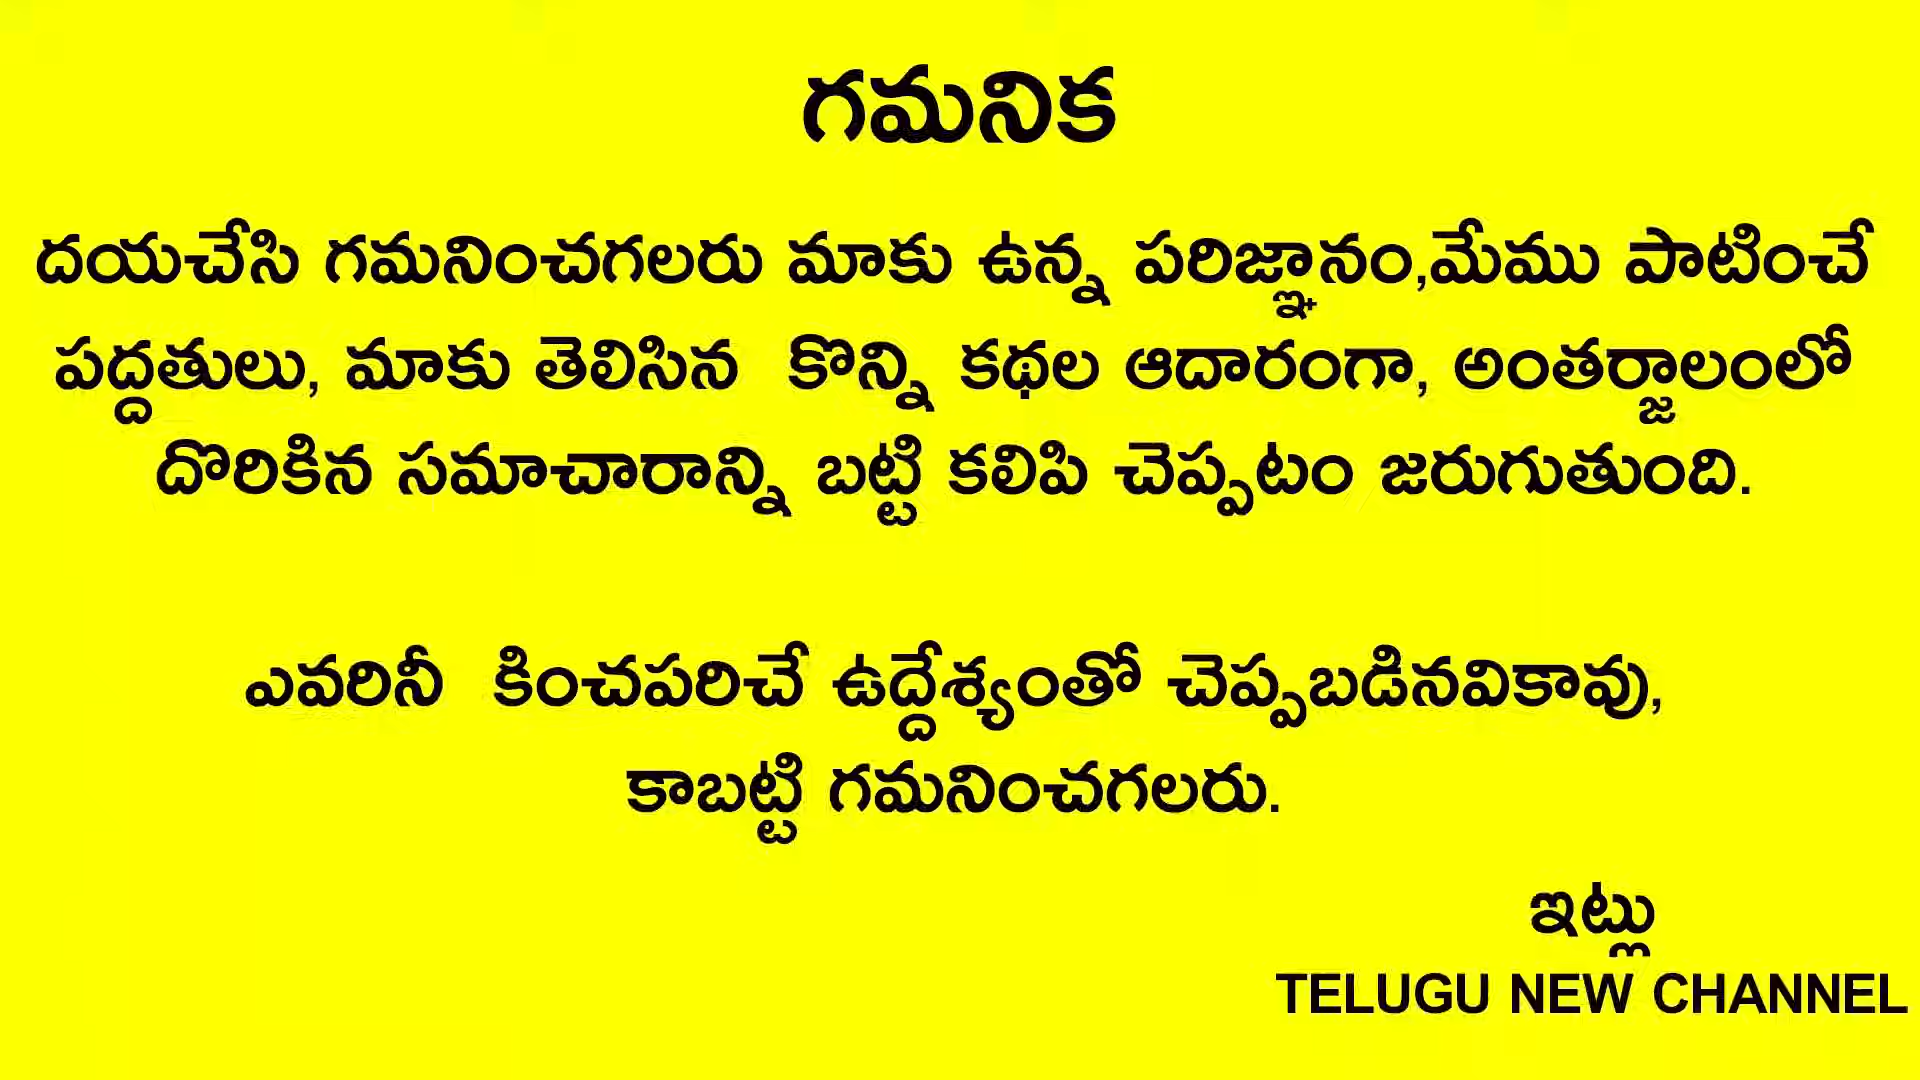 గమనిక
దయచేసి గమనించగలరు మాకు ఉన్న పరిజ్ఞానం,మేము పాటించే
పద్దతులు, మాకు తెలిసిన కొన్ని కథల ఆదారంగా, అంతర్జాలంలో
దొరికిన సమాచారాన్ని బట్టి కలిపి చెప్పటం జరుగుతుంది.
ఎవరినీ కించపరిచే ఉద్దేశ్యంతో చెప్పబడినవికావు,
కాబట్టి గమనించగలరు.
ఇట్లు
TELUGU NEW CHANNEL